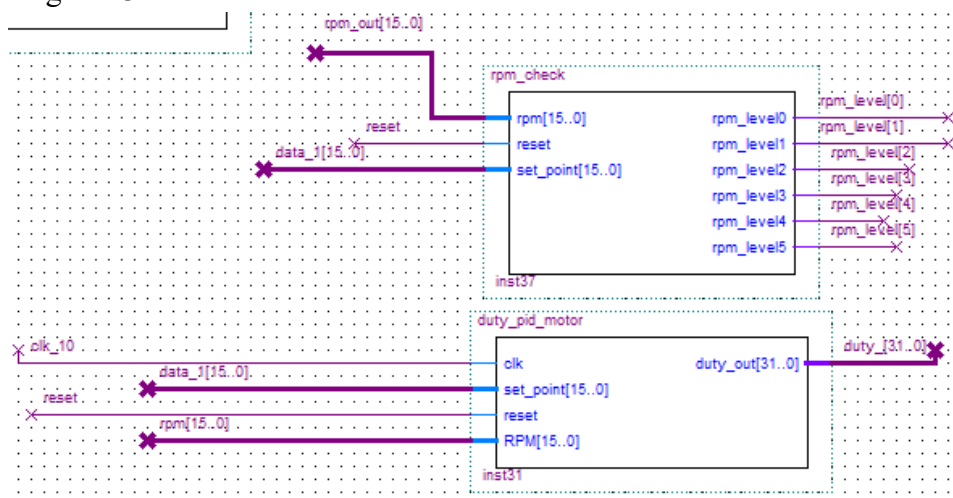 rpm_out[15..0]
rpm_check
rpm[15..0]
rpm_level0
rpm_level[0]
reset
reset
rpm_level1
rpm_level[1]
data_1[15..0]
set_point[15..0]
rpm_level2
rpm_level[2]
rpm_level3
rpm_level[3]
rpm_level4
rpm_level[4]
rpm_level5
rpm_level[5]
inst37
duty_pid_motor
clk_10
clk
duty_out[31..0]
duty_[31..0]
data_1[15..0]
set_point[15..0]
reset
reset
rpm[15..0]
RPM[15..0]
inst31